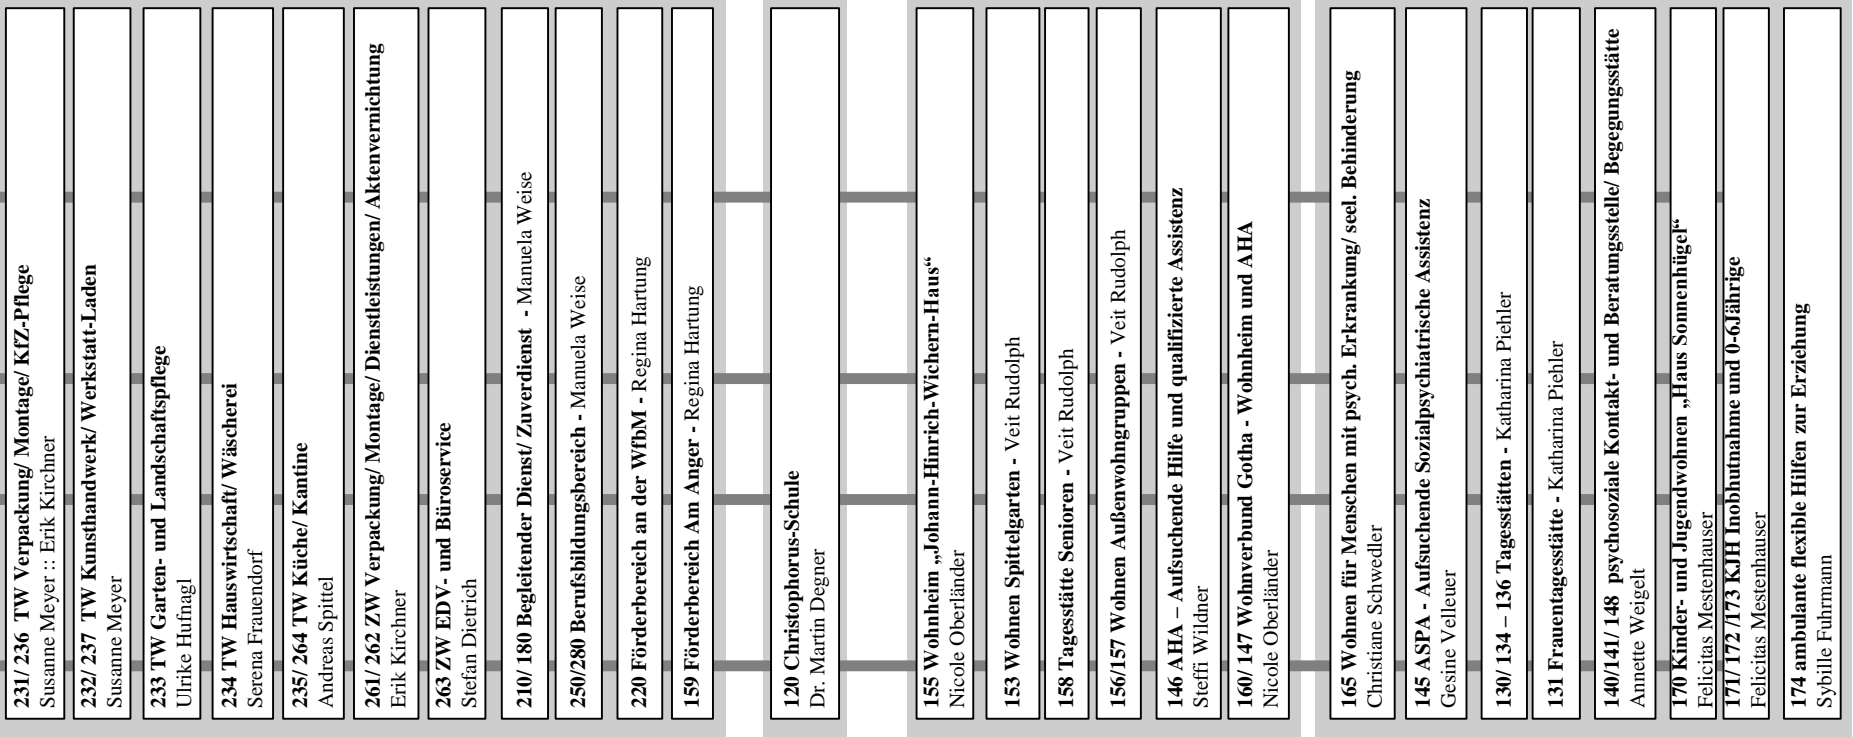 231/ 236  TW Verpackung/ Montage/ KfZ-Pflege
Susanne Meyer :: Erik Kirchner
232/ 237  TW Kunsthandwerk/ Werkstatt-Laden
Susanne Meyer
233 TW Garten- und Landschaftspflege
Ulrike Hufnagl
234 TW Hauswirtschaft/ Wäscherei
Serena Frauendorf
235/ 264 TW Küche/ Kantine
Andreas Spittel
261/ 262 ZW Verpackung/ Montage/ Dienstleistungen/ Aktenvernichtung
Erik Kirchner
263 ZW EDV- und Büroservice
Stefan Dietrich
210/ 180 Begleitender Dienst/ Zuverdienst  - Manuela Weise
250/280 Berufsbildungsbereich - Manuela Weise
220 Förderbereich an der WfbM - Regina Hartung
159 Förderbereich Am Anger - Regina Hartung
120 Christophorus-Schule
Dr. Martin Degner
155 Wohnheim „Johann-Hinrich-Wichern-Haus“
Nicole Oberländer
153 Wohnen Spittelgarten - Veit Rudolph
158 Tagesstätte Senioren - Veit Rudolph
156/157 Wohnen Außenwohngruppen - Veit Rudolph
146 AHA – Aufsuchende Hilfe und qualifizierte Assistenz
Steffi Wildner
160/ 147 Wohnverbund Gotha - Wohnheim und AHA
Nicole Oberländer
165 Wohnen für Menschen mit psych. Erkrankung/ seel. Behinderung
Christiane Schwedler
145 ASPA - Aufsuchende Sozialpsychiatrische Assistenz
Gesine Velleuer
130/ 134 – 136 Tagesstätten - Katharina Piehler
131 Frauentagesstätte - Katharina Piehler
140/141/ 148  psychosoziale Kontakt- und Beratungsstelle/ Begegungsstätte
Annette Weigelt
170 Kinder- und Jugendwohnen „Haus Sonnenhügel“
Felicitas Mestenhauser
171/ 172 /173 KJH Inobhutnahme und 0-6Jährige
Felicitas Mestenhauser
174 ambulante flexible Hilfen zur Erziehung
Sybille Fuhrmann